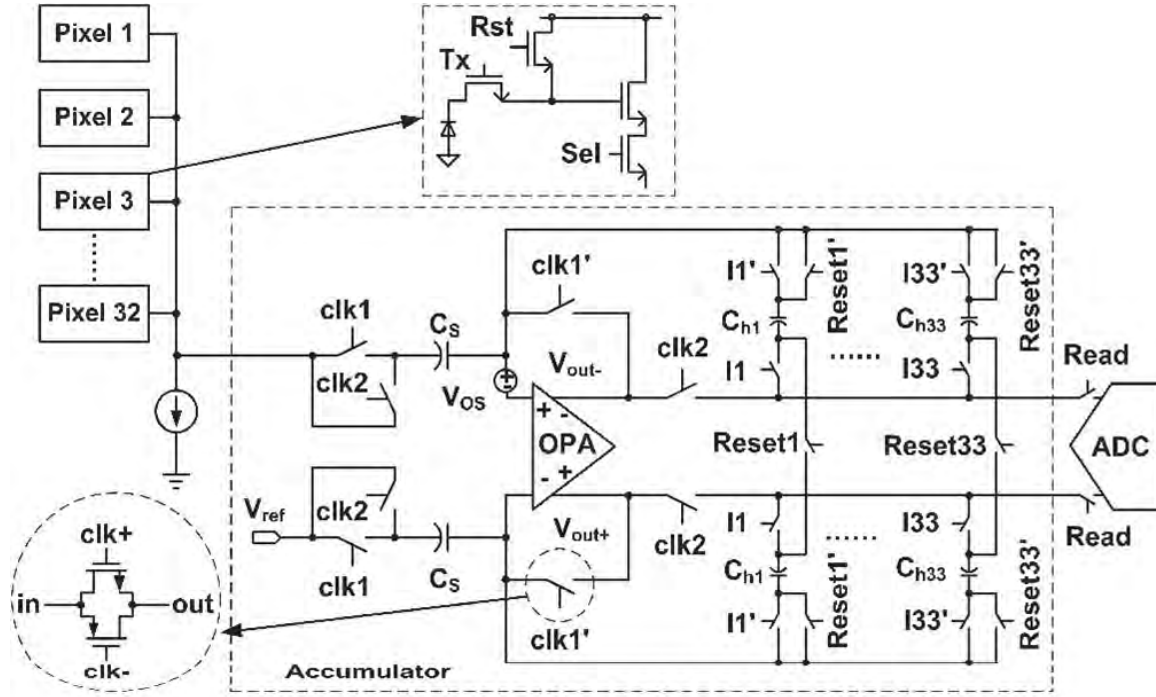 Pixel 1
Pixel 2
Pixel 3
Pixel 32
Rst
Tx
Sel
clk1
clk2
CS
VOS
clk1'
Vout-
clk2
+ -
OPA
- +
I1'
Reset1'
Ch1
I1
I33'
Reset33'
Ch33
I33
Read
Reset1
Reset33
ADC
Vref
clk2
clk1
CS
Vout+
clk2
clk1'
I1
Ch1
I1'
Reset1'
I33
Ch33
I33'
Reset33'
Read
clk+
in
out
clk-
Accumulator